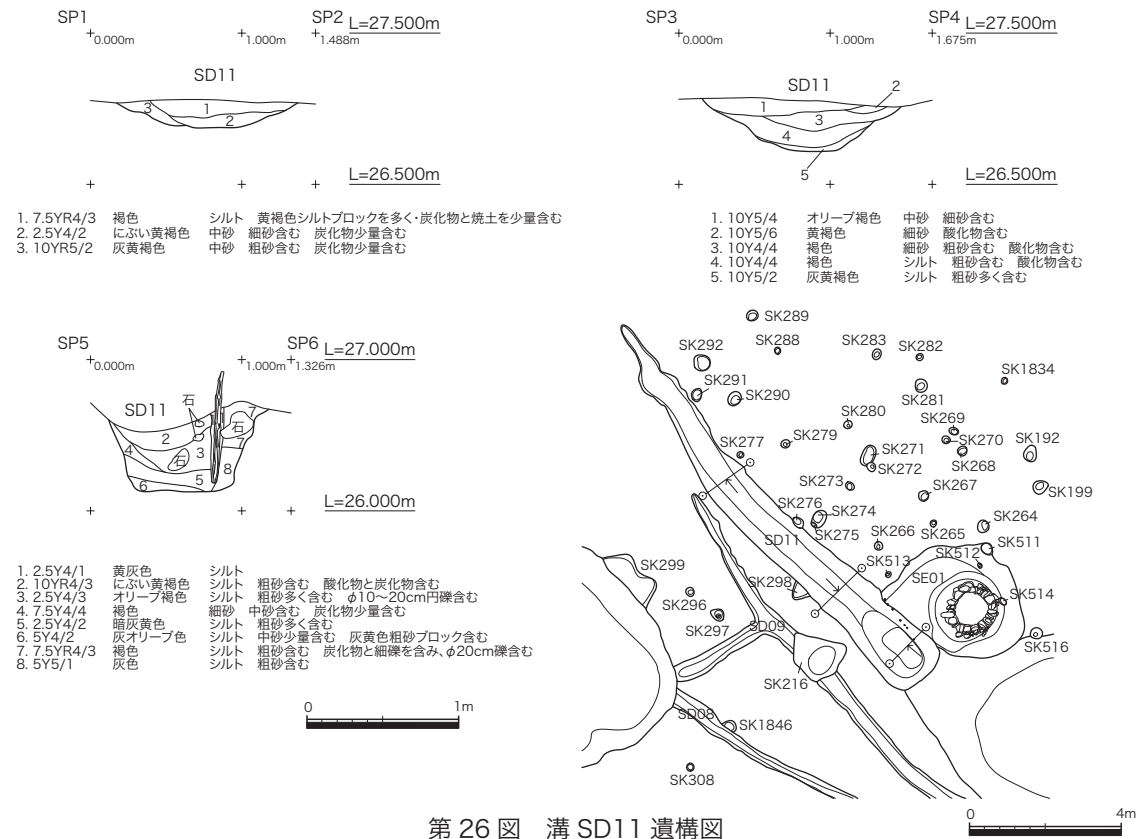 SP1 SP2 L=27.500m
0.000m 1.000m 1.488m
SD11
3 1
2
L=26.500m
1. 7.5YR4/3 褐色 シルト 黄褐色シルトブロックを多く・炭化物と焼土を少量含む
2. 2.5Y4/2 にぶい黄褐色 中砂 細砂含む 炭化物少量含む
3. 10YR5/2 灰黄褐色 中砂 粗砂含む 炭化物少量含む
SP3 SP4 L=27.500m
0.000m 1.000m 1.675m
SD11 2
1
3
4
5
L=26.500m
1. 10Y5/4 オリーブ褐色 中砂 細砂含む
2. 10Y5/6 黄褐色 細砂 酸化物含む
3. 10Y4/4 褐色 細砂 粗砂含む 酸化物含む
4. 10Y4/4 褐色 シルト 粗砂含む 酸化物含む
5. 10Y5/2 灰黄褐色 シルト 粗砂多く含む
SP5 SP6 L=27.000m
0.000m 1.000m 1.326m
SD11 石
1 7
2 石
4 3 7
石 8
5
6
L=26.000m
1. 2.5Y4/1 黄灰色 シルト
2. 10YR4/3 にぶい黄褐色 シルト 粗砂含む 酸化物と炭化物含む
3. 2.5Y4/3 オリーブ褐色 シルト 粗砂多く含む φ10〜20cm円礫含む
4. 7.5Y4/4 褐色 細砂 中砂含む 炭化物少量含む
5. 2.5Y4/2 暗灰黄色 シルト 粗砂多く含む
6. 5Y4/2 灰オリーブ色 シルト 中砂少量含む 灰黄色粗砂ブロック含む
7. 7.5YR4/3 褐色 シルト 粗砂含む 炭化物と細礫を含み、φ20cm礫含む
8. 5Y5/1 灰色 シルト 粗砂含む
0 1m
SK289
SK292 SK288 SK283 SK282
SK291 SK290 SK281 SK1834
SK280 SK269
SK277 SK279 SK271 SK270 SK192
SK272 SK268
SK273 SK267 SK199
SK276 SK274 SK264
SD11 SK275 SK266 SK265 SK511
SK299 SK298 SK513 SK512
SE01
SK296 SK514
SK297 SD09
SK516
SK216
SD08 SK1846
SK308
0 4m
第 26 図 溝 SD11 遺構図